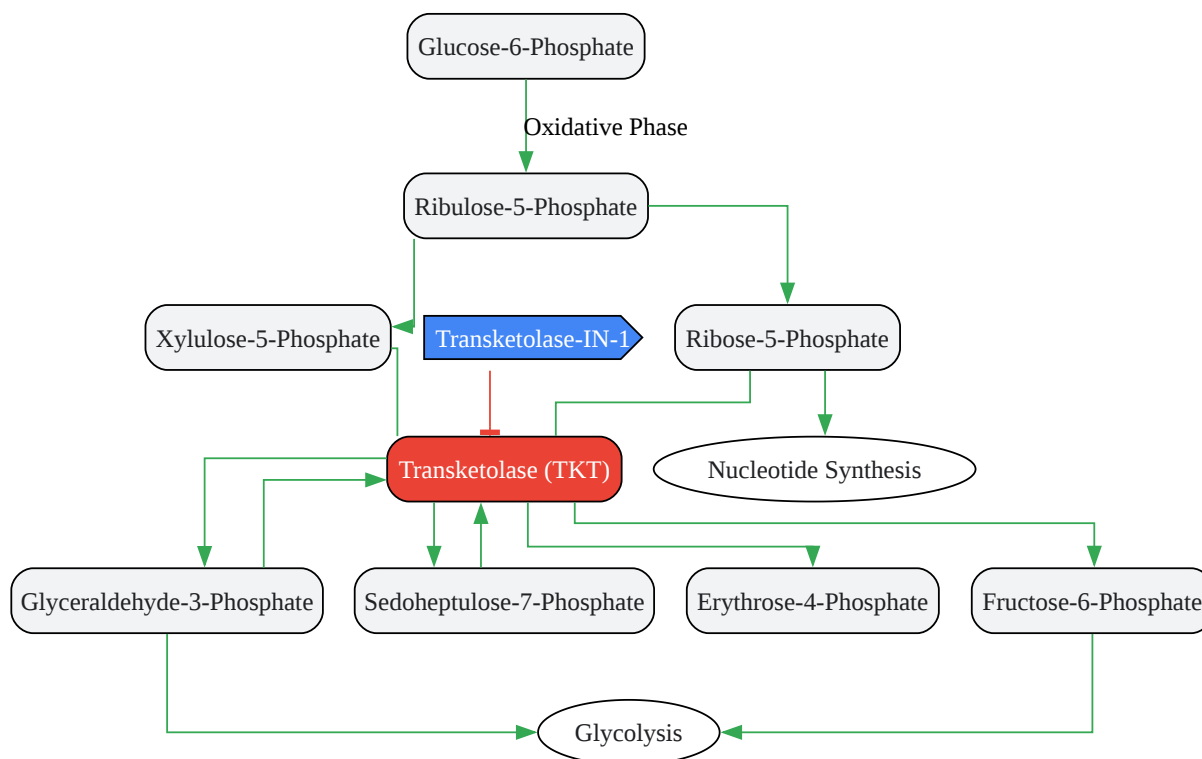 Glucose-6-Phosphate
Oxidative Phase
Ribulose-5-Phosphate
Xylulose-5-Phosphate
Transketolase-IN-1
Ribose-5-Phosphate
Transketolase (TKT)
Nucleotide Synthesis
Glyceraldehyde-3-Phosphate
Sedoheptulose-7-Phosphate
Erythrose-4-Phosphate
Fructose-6-Phosphate
Glycolysis